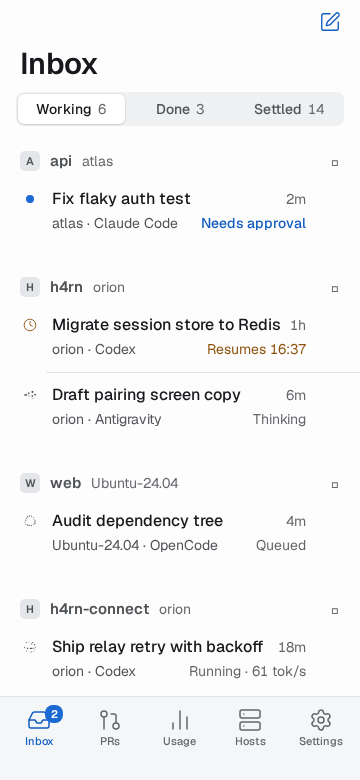 Inbox
Working 6 Done 3 Settled 14
A api atlas
Fix flaky auth test 2m
atlas · Claude Code Needs approval
H h4rn orion
Migrate session store to Redis 1h
orion · Codex Resumes 16:37
Draft pairing screen copy 6m
orion · Antigravity Thinking
W web Ubuntu-24.04
Audit dependency tree 4m
Ubuntu-24.04 · OpenCode Queued
H h4rn-connect orion
Ship relay retry with backoff 18m
orion · Codex Running · 61 tok/s
2
Inbox PRs Usage Hosts Settings